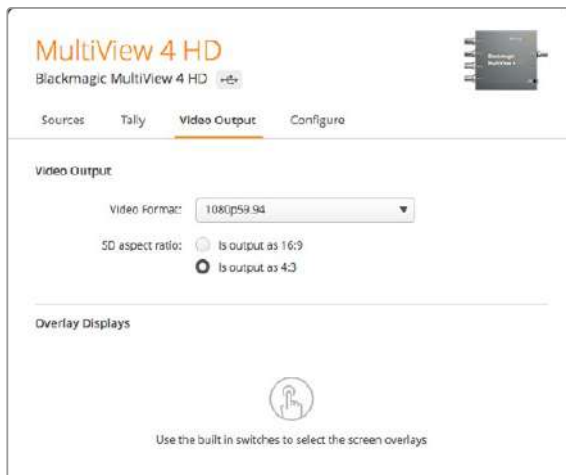 MultiView 4 HD
Blackmagic MultiView 4 HD
Sources Tally Video Output Configure
Video Output
Video Format: 1080p59.94
SD aspect ratio: Is output as 16:9
Is output as 4:3
Overlay Displays
Use the built in switches to select the screen overlays